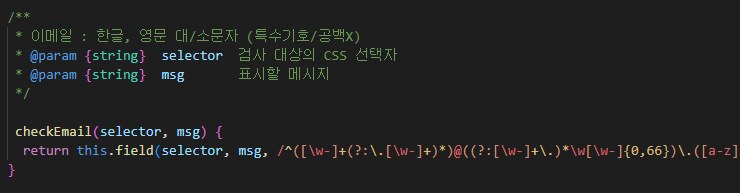 /**
* 이메일 : 한글, 영문 대/소문자 (특수기호/공백X)
* @param {string} selector 검사 대상의 CSS 선택자
* @param {string} msg 표시할 메시지
*/
checkEmail(selector, msg) {
return this.field(selector, msg, /^([\w-]+(?:\.[\w-]+)*)@((?:[\w-]+\.)*\w[\w-]{0,66})\.([a-z]
}